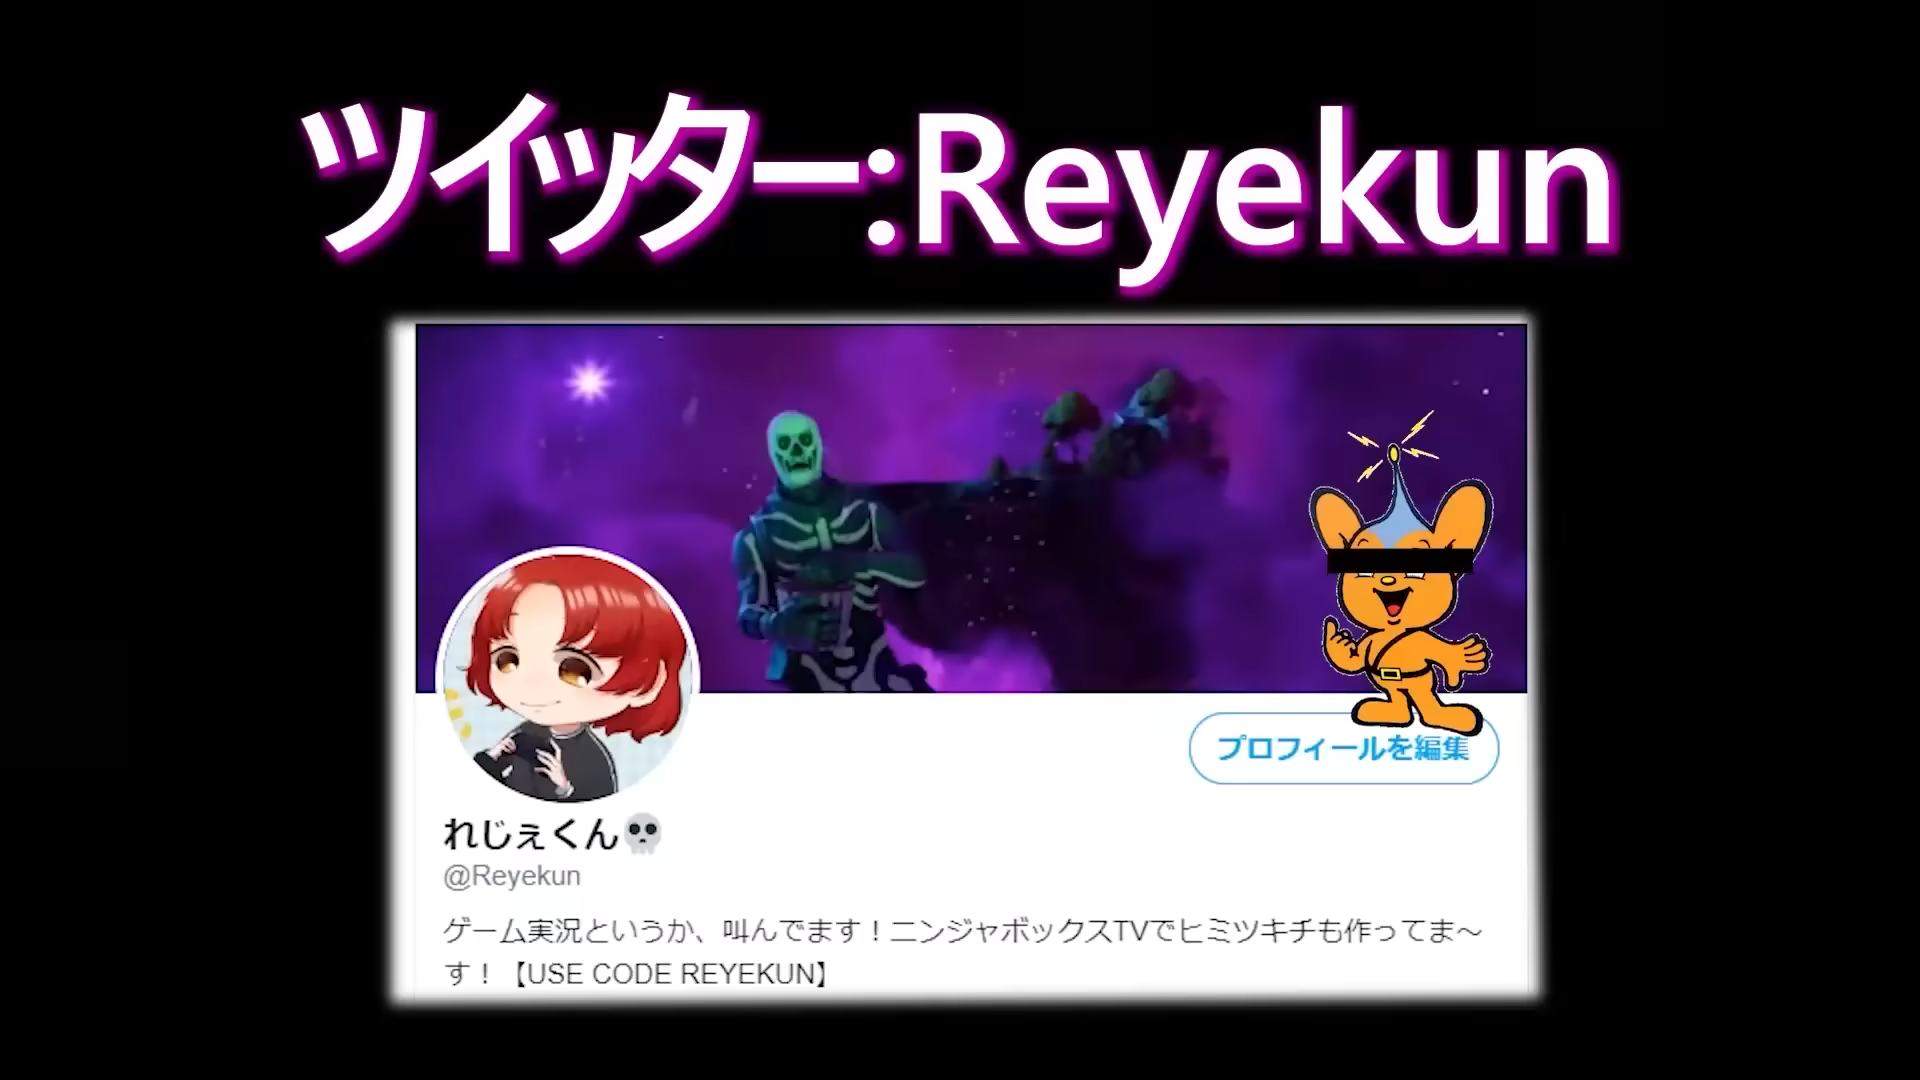 ツイッター:Reyekun
プロフィールを編集
れじぇくん💀
@Reyekun
ゲーム実況というか、叫んでます！ニンジャボックスTVでヒミツキチも作ってま〜
す！【USE CODE REYEKUN】